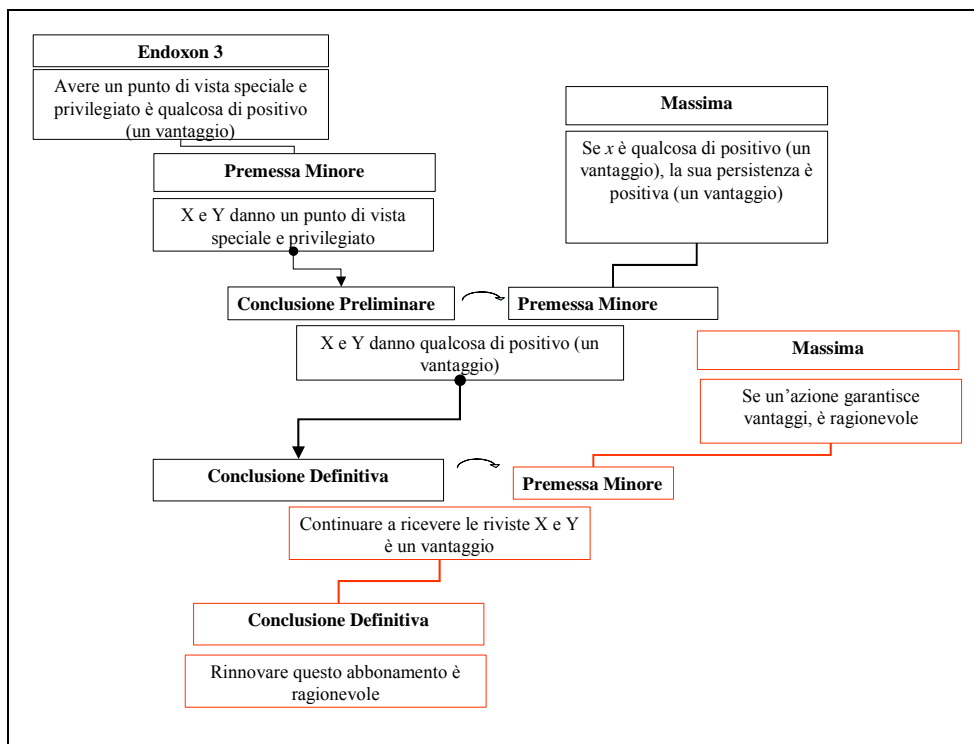 Endoxon 3
Avere un punto di vista speciale e
privilegiato è qualcosa di positivo
(un vantaggio)
Massima
Se x è qualcosa di positivo (un
vantaggio), la sua persistenza è
positiva (un vantaggio)
Premessa Minore
X e Y danno un punto di vista
speciale e privilegiato
Conclusione Preliminare
Premessa Minore
X e Y danno qualcosa di positivo (un
vantaggio)
Massima
Se un’azione garantisce
vantaggi, è ragionevole
Conclusione Definitiva
Premessa Minore
Continuare a ricevere le riviste X e Y
è un vantaggio
Conclusione Definitiva
Rinnovare questo abbonamento è
ragionevole